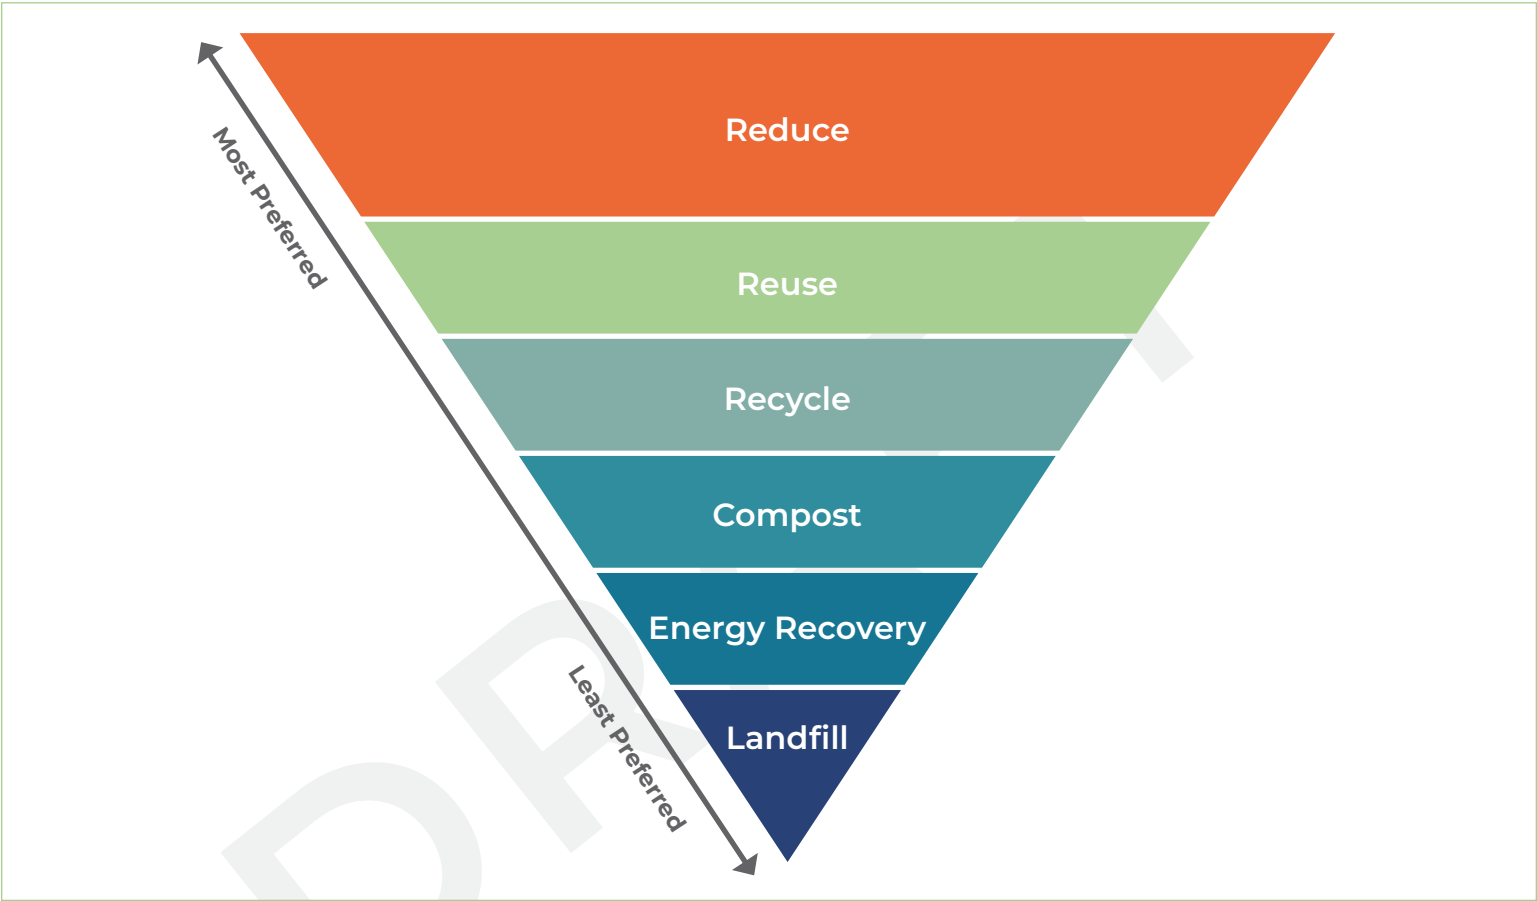 Reduce
Most Preferred
Reuse
Recycle
Compost
Energy Recovery
Least Preferred
Landfill